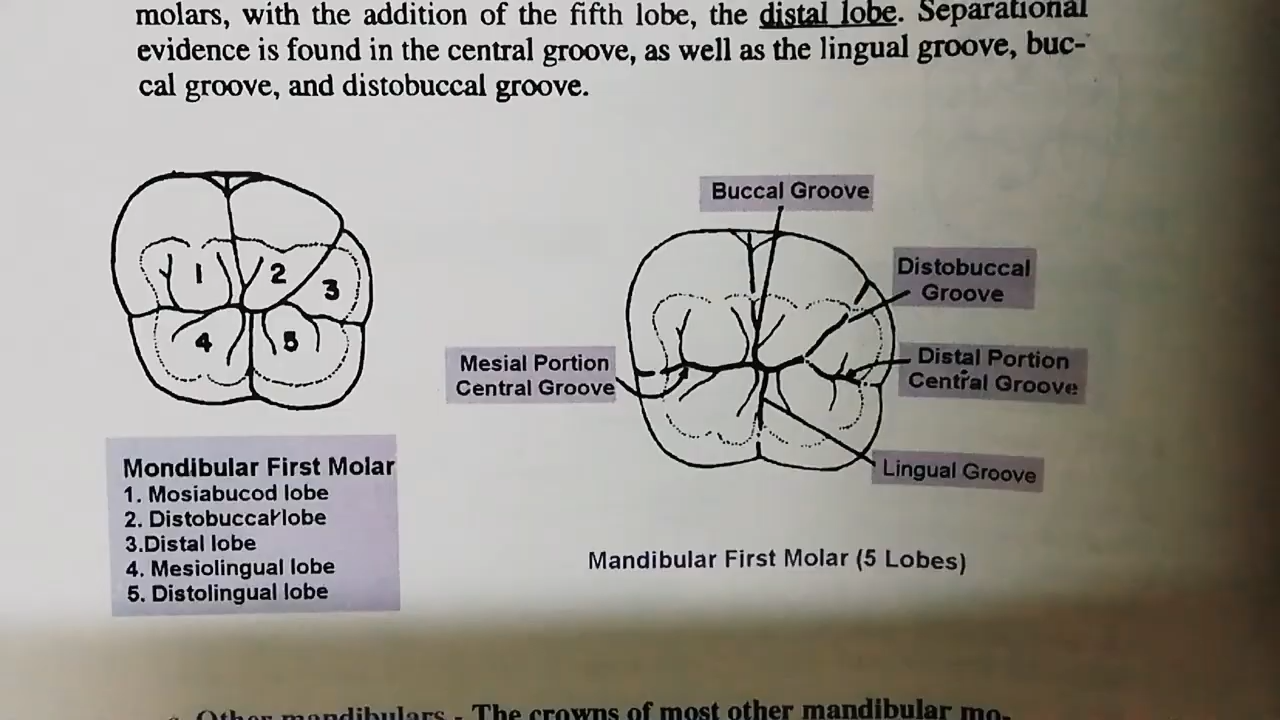 molars, with the addition of the fifth lobe, the distal lobe. Separational
evidence is found in the central groove, as well as the lingual groove, buc-
cal groove, and distobuccal groove.
1
2
3
4
5
Mondibular First Molar
1. Mosiabucod lobe
2. Distobuccal lobe
3.Distal lobe
4. Mesiolingual lobe
5. Distolingual lobe
Buccal Groove
Distobuccal
Groove
Mesial Portion
Central Groove
Distal Portion
Central Groove
Lingual Groove
Mandibular First Molar (5 Lobes)
Other mandibulars - The crowns of most other mandibular mo-